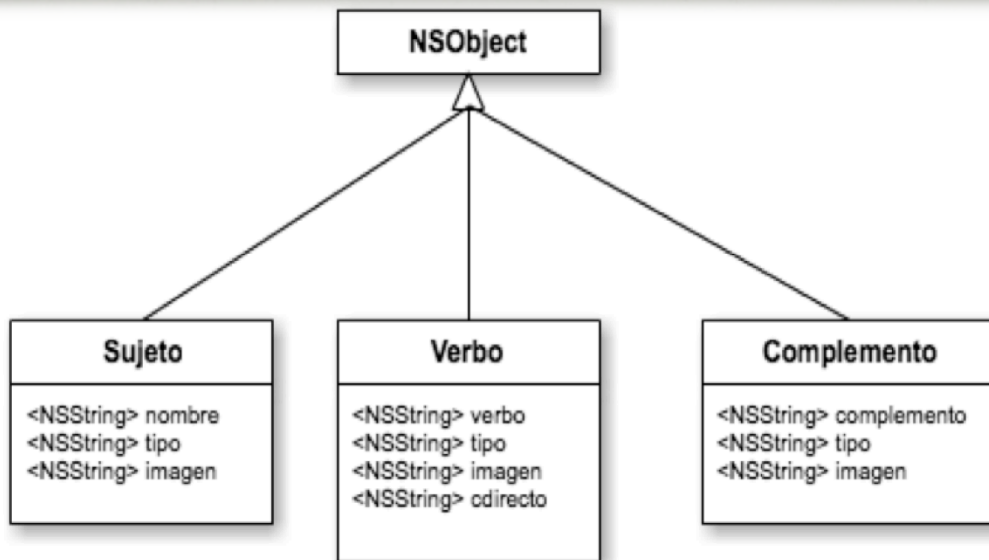 NSObject
Sujeto
<NSString> nombre
<NSString> tipo
<NSString> imagen
Verbo
<NSString> verbo
<NSString> tipo
<NSString> imagen
<NSString> cdirecto
Complemento
<NSString> complemento
<NSString> tipo
<NSString> imagen